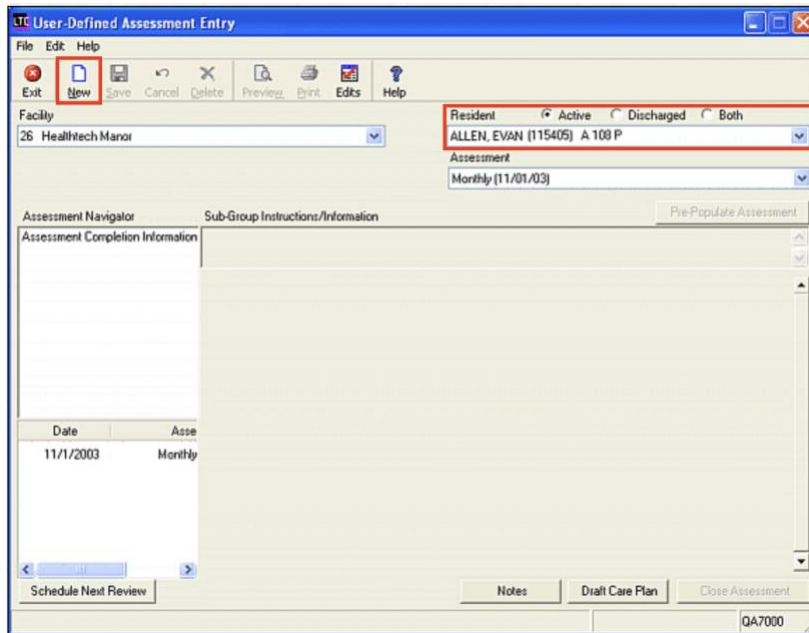 LTC User-Defined Assessment Entry
File Edit Help
Exit New Save Cancel Delete Preview Print Edits Help
Facility
26 Healthtech Manor
Resident Active Discharged Both
ALLEN, EVAN (115405) A 108 P
Assessment
Monthly (11/01/03)
Pre-Populate Assessment
Assessment Navigator Sub-Group Instructions/Information
Assessment Completion Information
Date Asse
11/1/2003 Monthly
Schedule Next Review Notes Draft Care Plan Close Assessment
QA7000